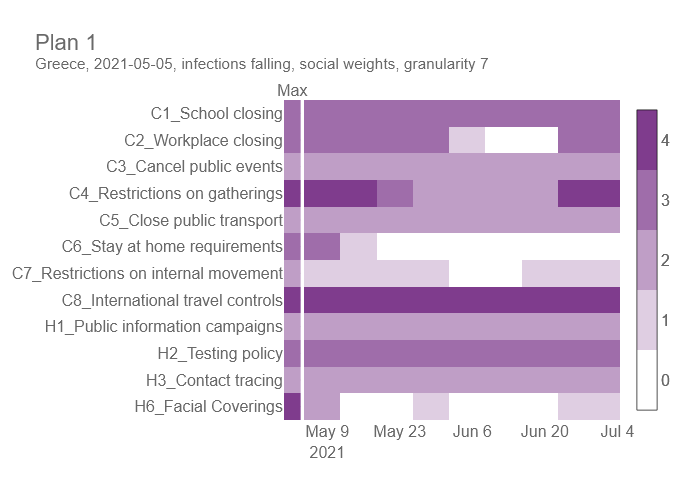 Plan 1
Greece, 2021-05-05, infections falling, social weights, granularity 7
Max
C1_School closing
C2_Workplace closing
C3_Cancel public events
C4_Restrictions on gatherings
C5_Close public transport
C6_Stay at home requirements
C7_Restrictions on internal movement
C8_International travel controls
H1_Public information campaigns
H2_Testing policy
H3_Contact tracing
H6_Facial Coverings
4
3
2
1
0
May 9 May 23 Jun 6 Jun 20 Jul 4
2021